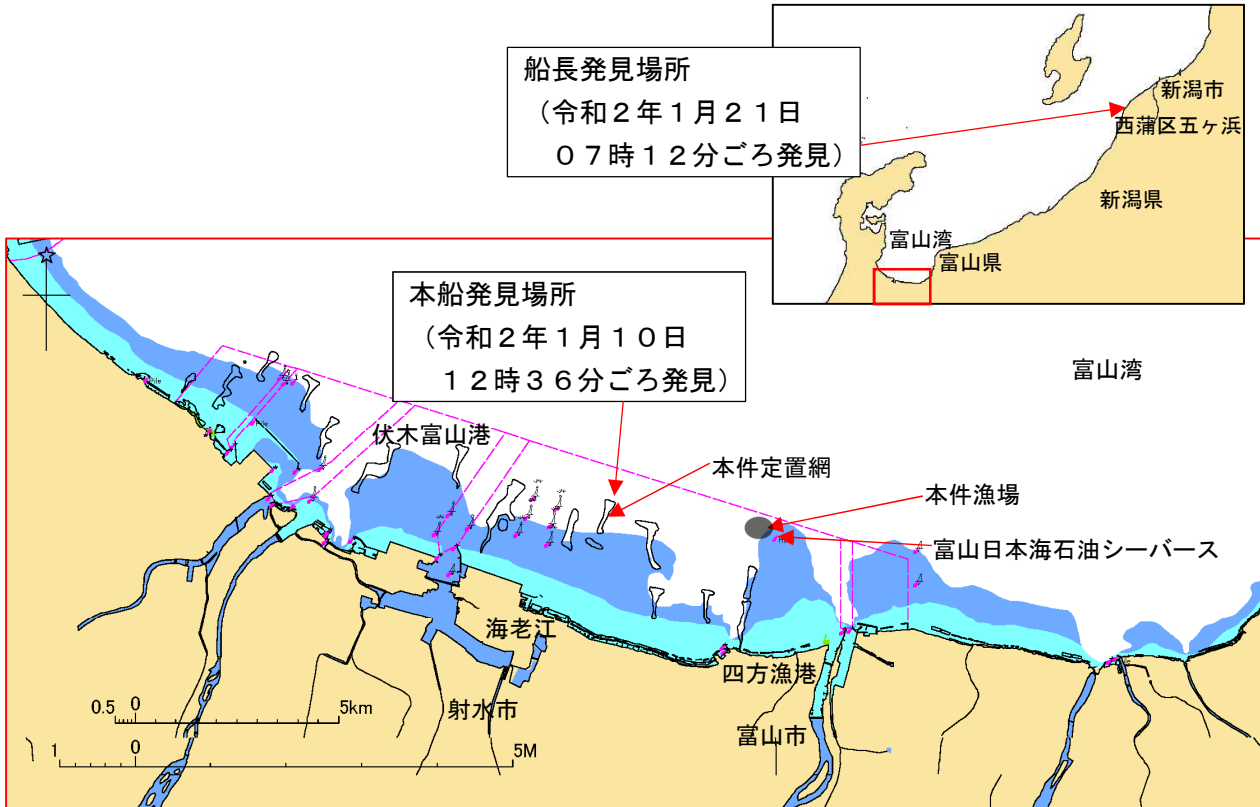 船長発見場所
（令和２年１月２１日
０７時１２分ごろ発見）
新潟市
西蒲区五ヶ浜
新潟県
富山湾
富山県
本船発見場所
（令和２年１月１０日
１２時３６分ごろ発見）
富山湾
伏木富山港
本件定置網
本件漁場
富山日本海石油シーバース
海老江
四方漁港
射水市
富山市
0.5 0 5km
1 0 5M